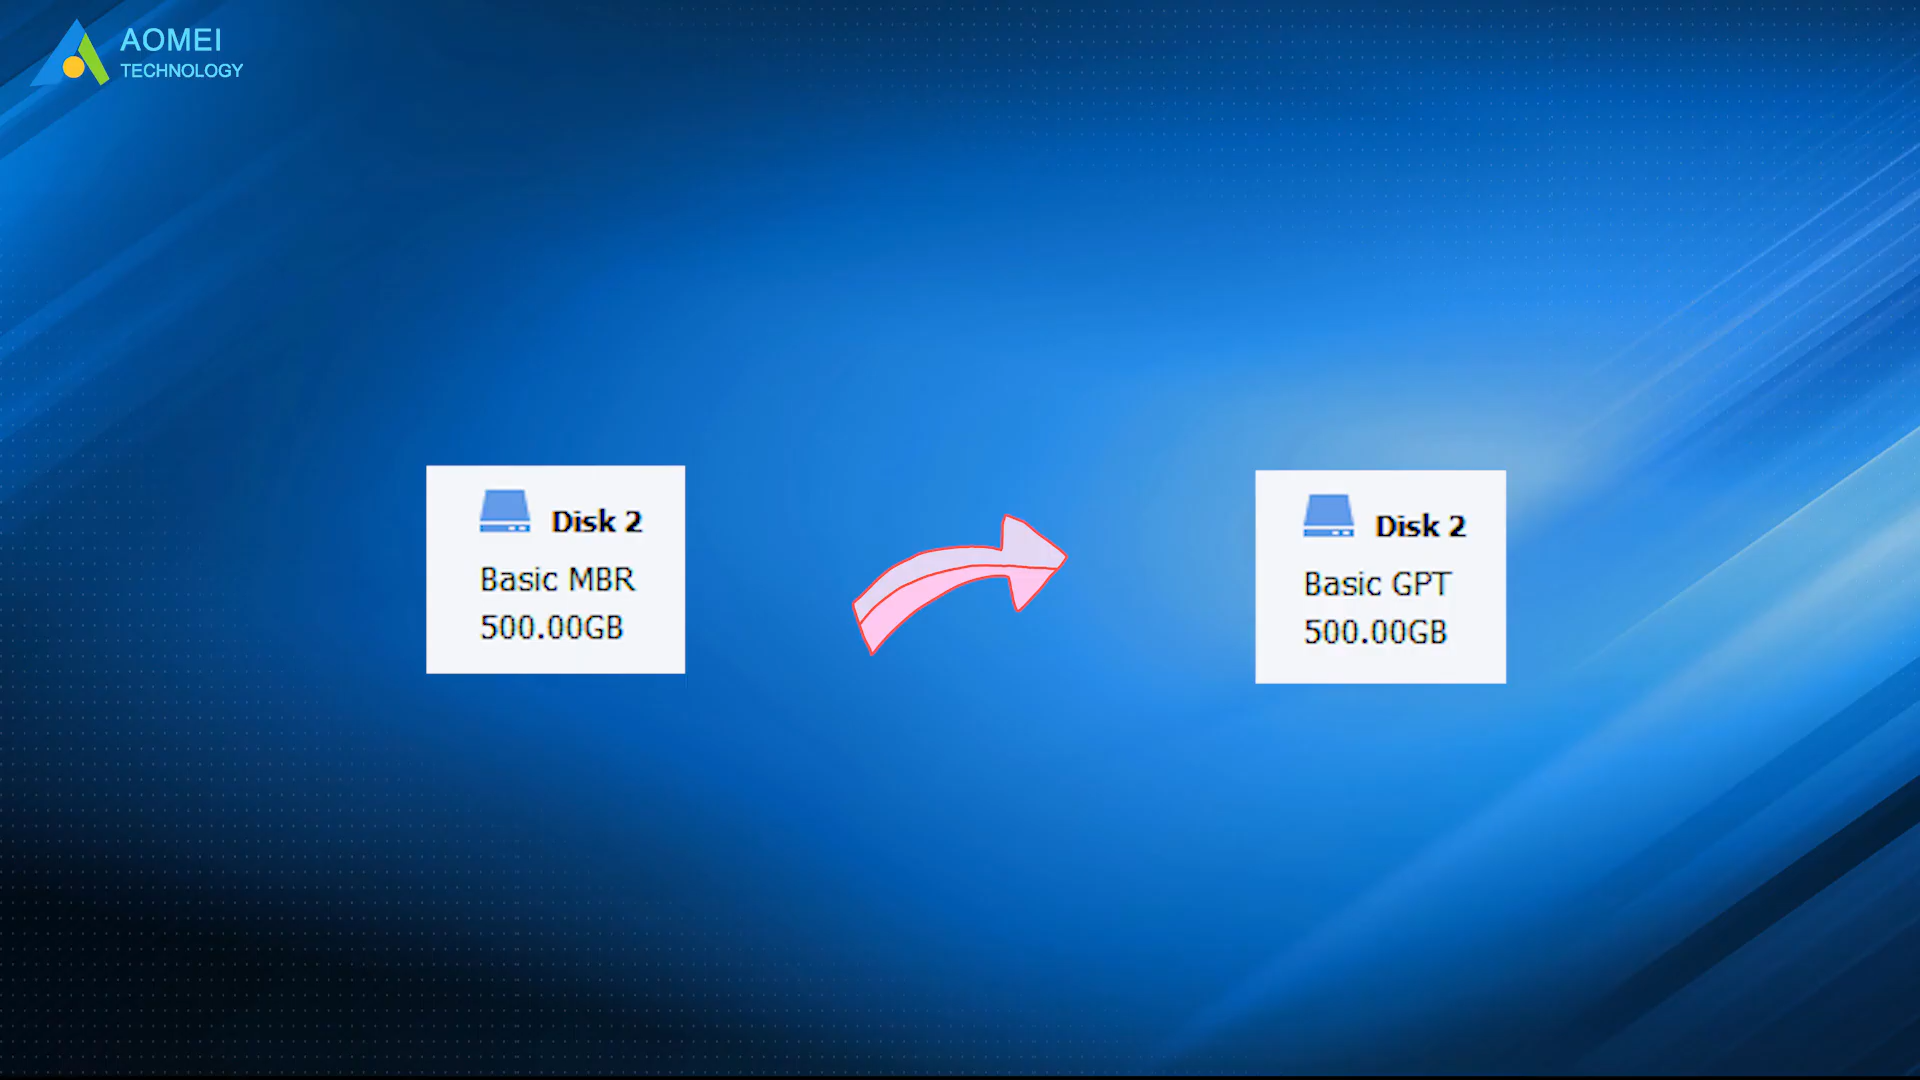 AOMEI
TECHNOLOGY
Disk 2
Basic MBR
500.00GB
Disk 2
Basic GPT
500.00GB